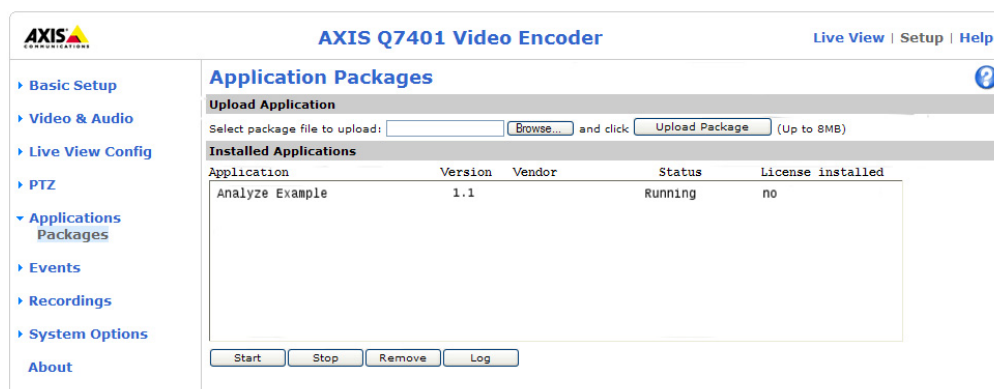 AXIS
COMMUNICATIONS
AXIS Q7401 Video Encoder
Live View | Setup | Help
Basic Setup
Video & Audio
Live View Config
PTZ
Applications
Packages
Events
Recordings
System Options
About
Application Packages
?
Upload Application
Select package file to upload: Browse... and click Upload Package (Up to 8MB)
Installed Applications
Application Version Vendor Status License installed
Analyze Example 1.1 Running no
Start Stop Remove Log